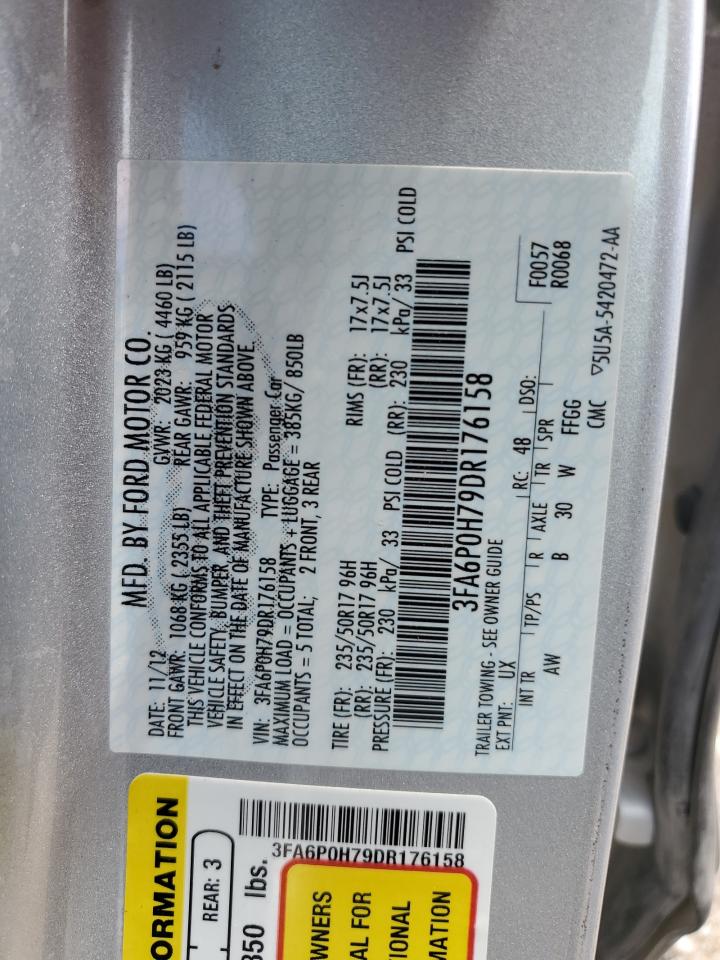 MFD. BY FORD MOTOR CO.
DATE: 11/12 GVWR: 2023 KG ( 4460 LB)
FRONT GAWR: 1068 KG ( 2355 LB) REAR GAWR: 959 KG ( 2115 LB)
THIS VEHICLE CONFORMS TO ALL APPLICABLE FEDERAL MOTOR
VEHICLE SAFETY, BUMPER, AND THEFT PREVENTION STANDARDS
IN EFFECT ON THE DATE OF MANUFACTURE SHOWN ABOVE.
VIN: 3FA6P0H79DR176158 TYPE: Passenger Car
MAXIMUM LOAD = OCCUPANTS + LUGGAGE = 385KG/ 850LB
OCCUPANTS = 5 TOTAL; 2 FRONT, 3 REAR
TIRE (FR): 235/50R17 96H RIMS (FR): 17x7.5J
(RR): 235/50R17 96H (RR): 17x7.5J
PRESSURE (FR): 230 kPa/ 33 PSI COLD (RR): 230 kPa/ 33 PSI COLD
3FA6P0H79DR176158
TRAILER TOWING - SEE OWNER GUIDE
EXT PNT: UX RC: 48 DSO:
INT TR TP/PS R AXLE TR SPR
AW B 30 W FFGG
F0057
R0068
CMC ▽5U5A-5420472-AA
ORMATION
REAR: 3
850 lbs.
3FA6P0H79DR176158
WNERS
AL FOR
IONAL
MATION